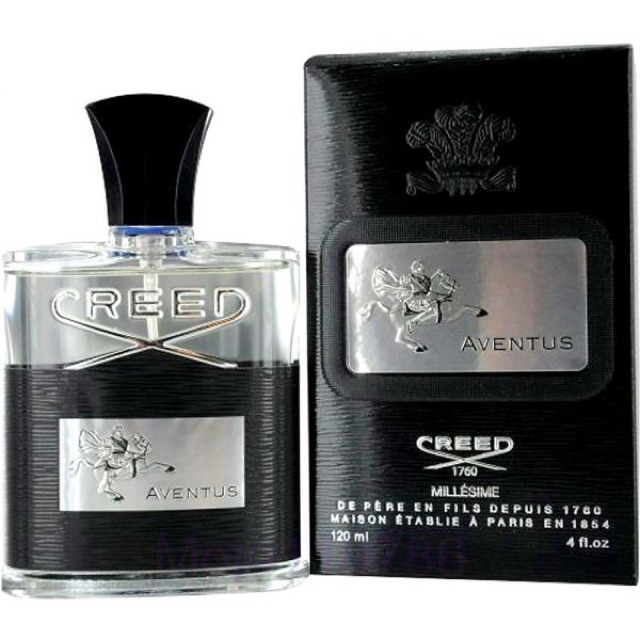 CREED
AVENTUS
AVENTUS
CREED
1760
MILLÉSIME
DE PÈRE EN FILS DEPUIS 1760
MAISON ÉTABLIE À PARIS EN 1854
120 ml 4 fl.oz